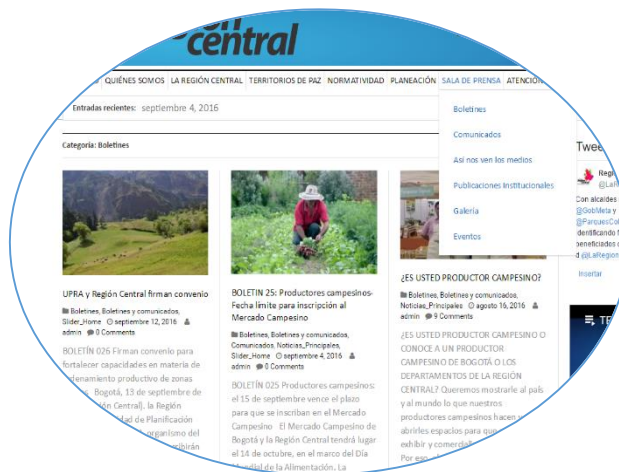 central
QUIÉNES SOMOS LA REGIÓN CENTRAL TERRITORIOS DE PAZ NORMATIVIDAD PLANEACIÓN SALA DE PRENSA ATENCIÓN
Entradas recientes: septiembre 4, 2016
Boletines
Comunicados
Así nos ven los medios
Publicaciones Institucionales
Galería
Eventos
Categoría: Boletines
UPRA y Región Central firman convenio
Boletines, Boletines y comunicados,
Slider_Home septiembre 12, 2016
admin 0 Comments
BOLETÍN 026 Firman convenio para
fortalecer capacidades en materia de
ordenamiento productivo de zonas
Bogotá, 13 de septiembre de
Región Central). la Región
de Planificación
organismo del
BOLETIN 25: Productores campesinos-
Fecha límite para inscripción al
Mercado Campesino
Boletines, Boletines y comunicados,
Comunicados, Noticias_Principales,
Slider_Home septiembre 4, 2016
admin 0 Comments
BOLETÍN 025 Productores campesinos:
el 15 de septiembre vence el plazo
para que se inscriban en el Mercado
Campesino El Mercado Campesino de
Bogotá y la Región Central tendrá lugar
el 14 de octubre, en el marco del Día
Mundial de la Alimentación. La
¿ES USTED PRODUCTOR CAMPESINO?
Boletines, Boletines y comunicados,
Noticias_Principales agosto 16, 2016
admin 9 Comments
¿ES USTED PRODUCTOR CAMPESINO O
CONOCE A UN PRODUCTOR
CAMPESINO DE BOGOTÁ O LOS
DEPARTAMENTOS DE LA REGIÓN
CENTRAL? Queremos mostrarle al país
y al mundo lo que nuestros
productores campesinos hacen y
abrirles espacios para que
exhibir y
Por eso,
Con alcaldes
@GobMeta y
Insertar